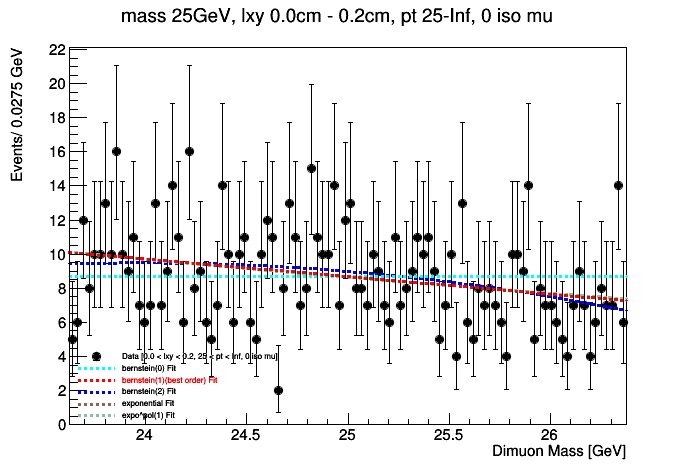 mass 25GeV, lxy 0.0cm - 0.2cm, pt 25-Inf, 0 iso mu
Events/ 0.0275 GeV
22
20
18
16
14
12
10
8
6
4
2
0
Data [0.0 < lxy < 0.2, 25 < pt < Inf, 0 iso mu]
bernstein(0) Fit
bernstein(1)(best order) Fit
bernstein(2) Fit
exponential Fit
expo*pol(1) Fit
24 24.5 25 25.5 26
Dimuon Mass [GeV]